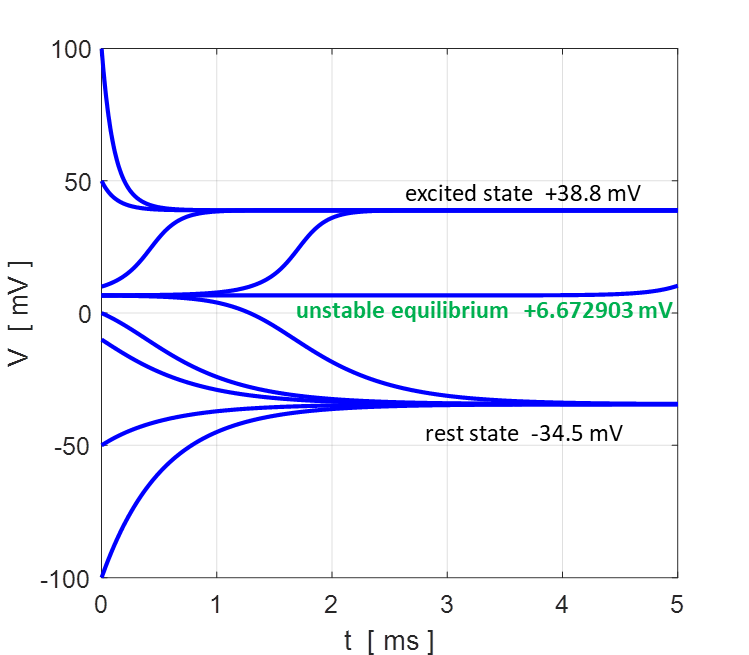 100
50
0
-50
-100
V [ mV ]
excited state +38.8 mV
unstable equilibrium +6.672903 mV
rest state -34.5 mV
0 1 2 3 4 5
t [ ms ]